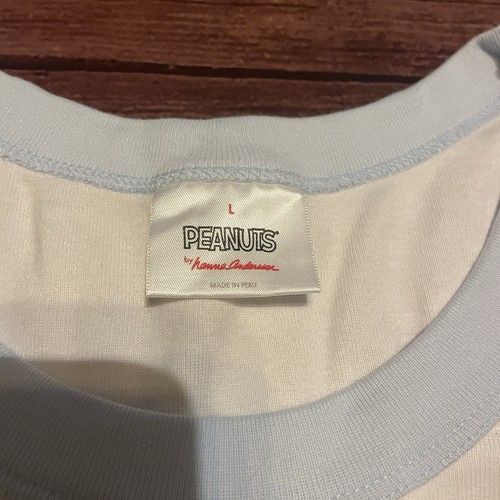 L
PEANUTS
by hanna Andersson
MADE IN PERU